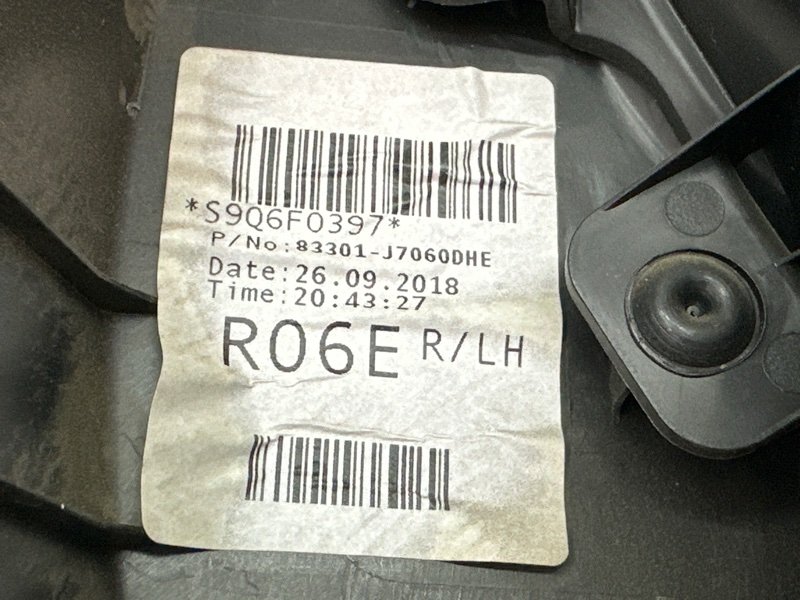 *S9Q6F0397*
P/No:83301-J7060DHE
Date:26.09.2018
Time:20:43:27
R06E R/LH